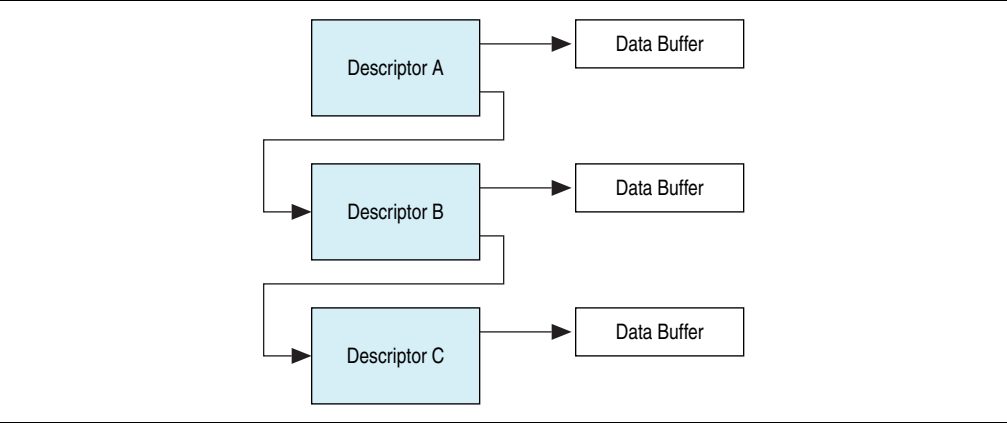 Descriptor A
Data Buffer
Descriptor B
Data Buffer
Descriptor C
Data Buffer